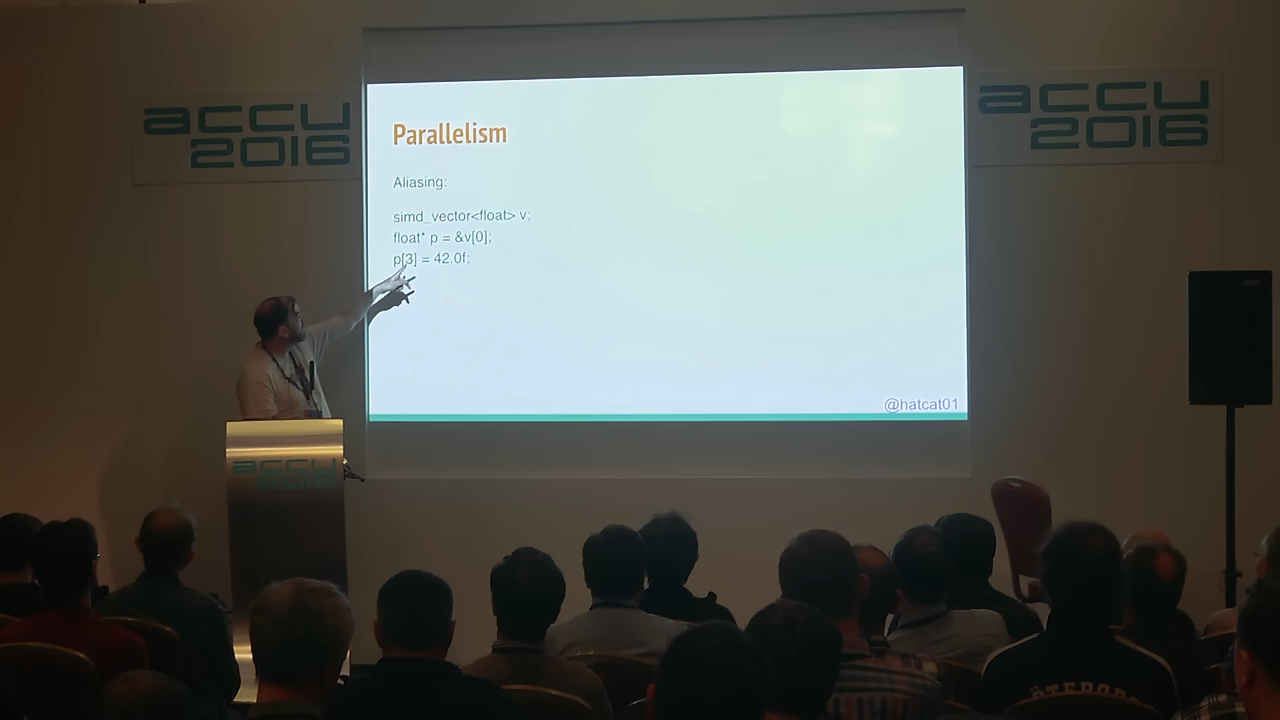 accu
2016
accu
2016
Parallelism
Aliasing:
simd_vector<float> v;
float* p = &v[0];
p[3] = 42.0f;
@hatcat01
accu
2016